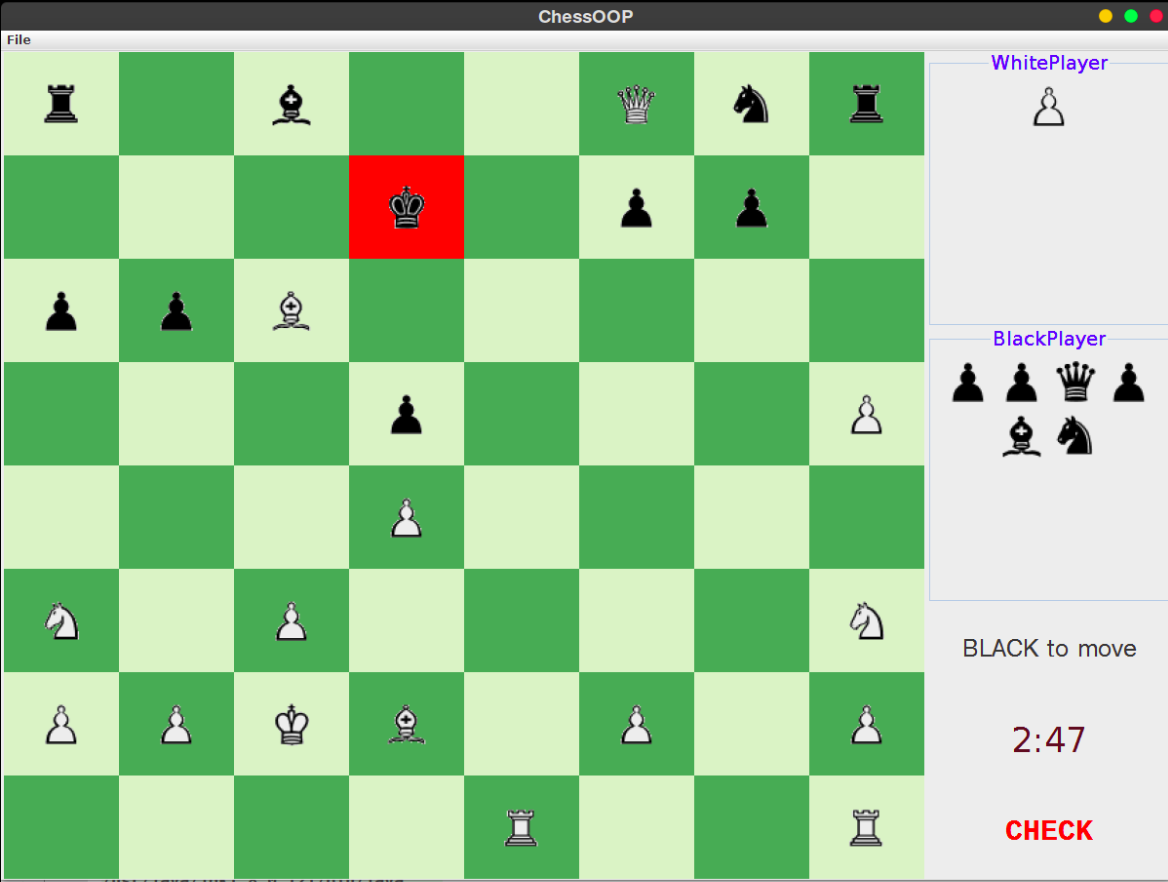 ChessOOP
File
WhitePlayer
BlackPlayer
BLACK to move
2:47
CHECK